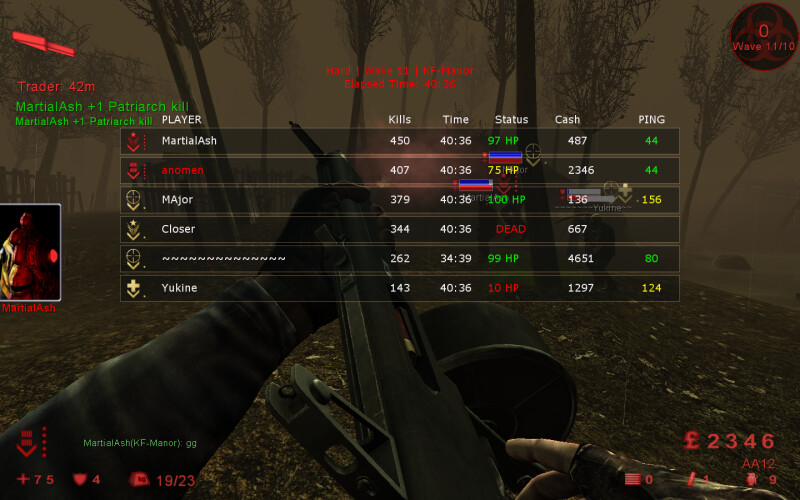 0
Wave 11/10
Hard | Wave 11 | KF-Manor
Elapsed Time: 40:36
Trader: 42m
MartialAsh +1 Patriarch kill
MartialAsh +1 Patriarch kill
PLAYER Kills Time Status Cash PING
MartialAsh 450 40:36 97 HP 487 44
anomen 407 40:36 75 HP 2346 44
MAjor 379 40:36 100 HP 136 156
Yukine
Closer 344 40:36 DEAD 667
~~~~~~~~~~~~~~ 262 34:39 99 HP 4651 80
Yukine 143 40:36 10 HP 1297 124
MartialAsh
MartialAsh(KF-Manor): gg
£ 2346
AA12
75 4 19/23 0 1 9